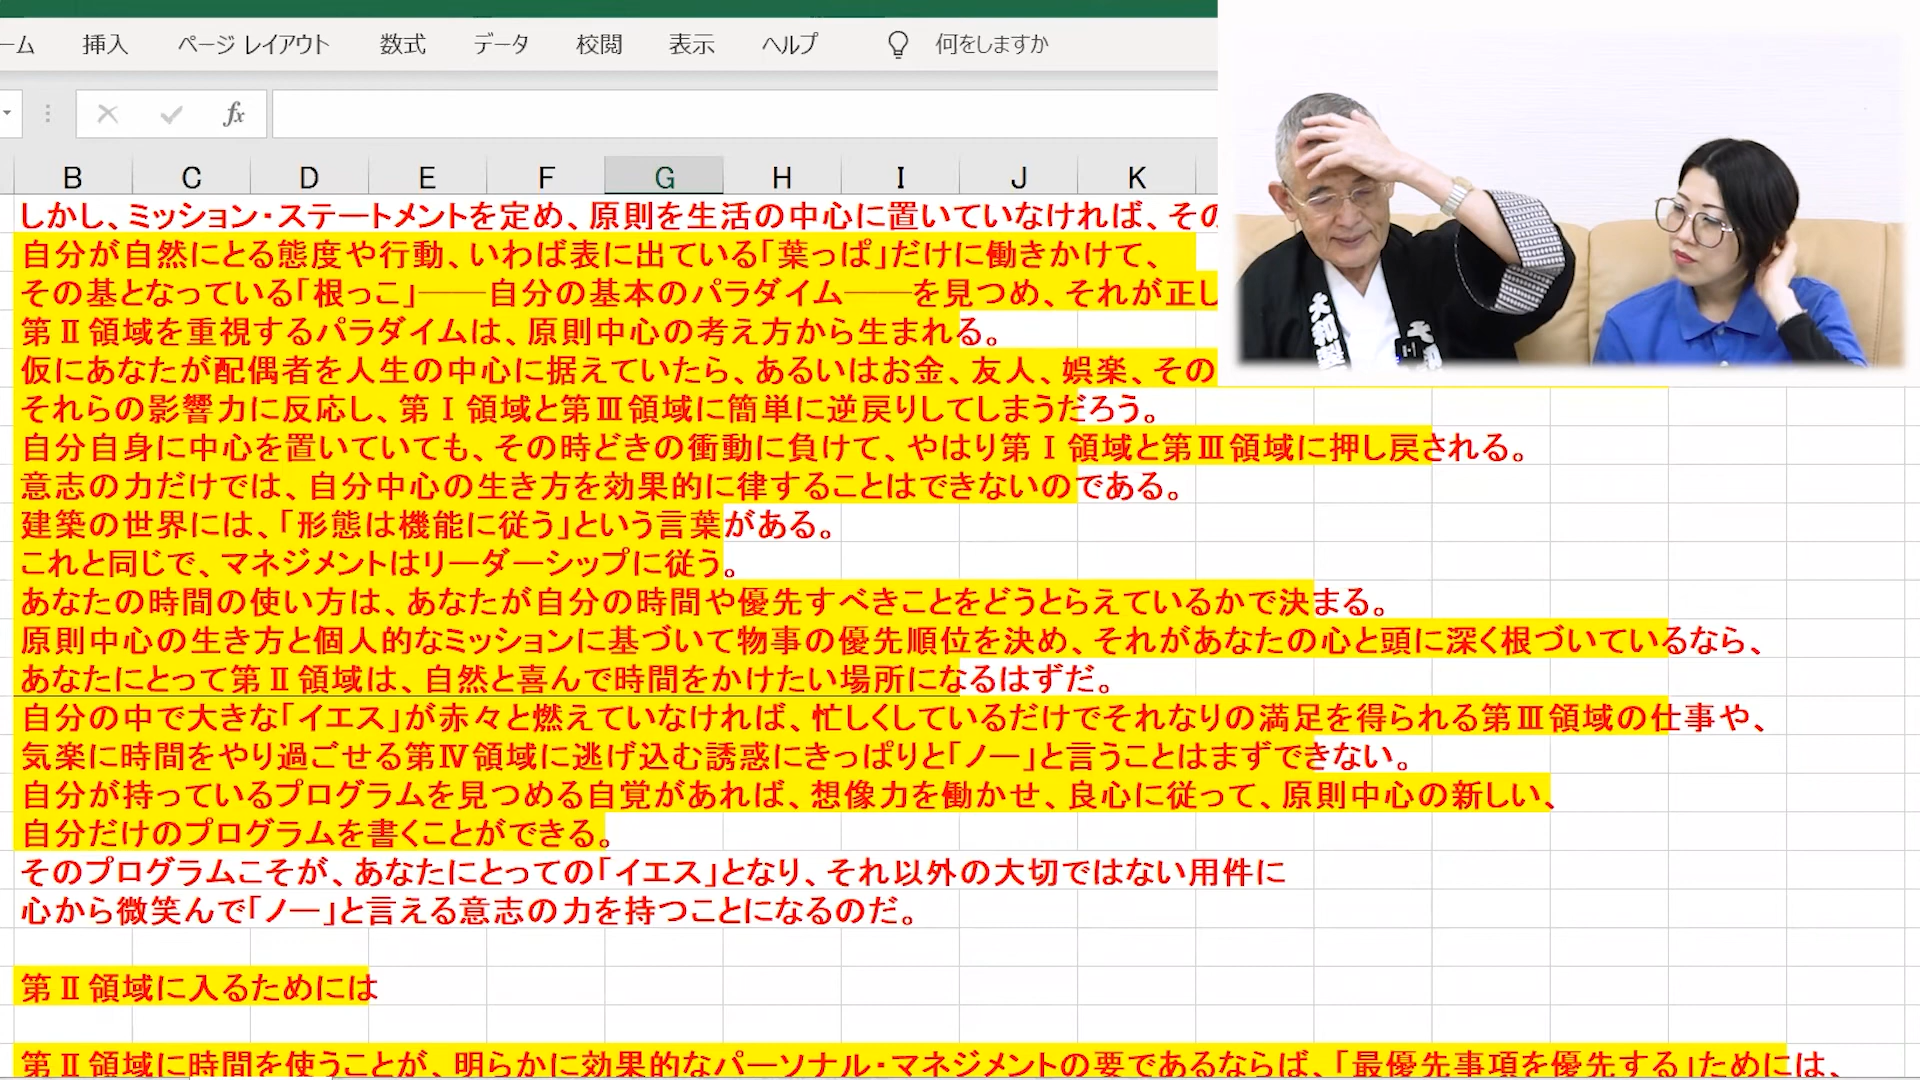 ーム 挿入 ページ レイアウト 数式 データ 校閲 表示 ヘルプ 何をしますか
fx
B C D E F G H I J K
しかし、ミッション・ステートメントを定め、原則を生活の中心に置いていなければ、その
自分が自然にとる態度や行動、いわば表に出ている「葉っぱ」だけに働きかけて、
その基となっている「根っこ」――自分の基本のパラダイム――を見つめ、それが正し
第Ⅱ領域を重視するパラダイムは、原則中心の考え方から生まれる。
仮にあなたが配偶者を人生の中心に据えていたら、あるいはお金、友人、娯楽、その
それらの影響力に反応し、第Ⅰ領域と第Ⅲ領域に簡単に逆戻りしてしまうだろう。
自分自身に中心を置いていても、その時どきの衝動に負けて、やはり第Ⅰ領域と第Ⅲ領域に押し戻される。
意志の力だけでは、自分中心の生き方を効果的に律することはできないのである。
建築の世界には、「形態は機能に従う」という言葉がある。
これと同じで、マネジメントはリーダーシップに従う。
あなたの時間の使い方は、あなたが自分の時間や優先すべきことをどうとらえているかで決まる。
原則中心の生き方と個人的なミッションに基づいて物事の優先順位を決め、それがあなたの心と頭に深く根づいているなら、
あなたにとって第Ⅱ領域は、自然と喜んで時間をかけたい場所になるはずだ。
自分の中で大きな「イエス」が赤々と燃えていなければ、忙しくしているだけでそれなりの満足を得られる第Ⅲ領域の仕事や、
気楽に時間をやり過ごせる第Ⅳ領域に逃げ込む誘惑にきっぱりと「ノー」と言うことはまずできない。
自分が持っているプログラムを見つめる自覚があれば、想像力を働かせ、良心に従って、原則中心の新しい、
自分だけのプログラムを書くことができる。
そのプログラムこそが、あなたにとっての「イエス」となり、それ以外の大切ではない用件に
心から微笑んで「ノー」と言える意志の力を持つことになるのだ。
第Ⅱ領域に入るためには
第Ⅱ領域に時間を使うことが、明らかに効果的なパーソナル・マネジメントの要であるならば、「最優先事項を優先する」ためには、